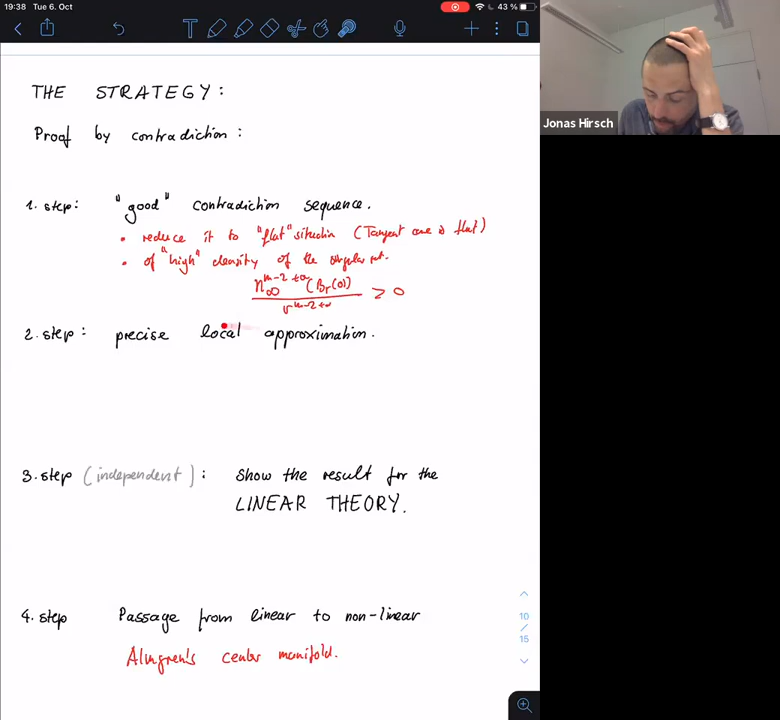 19:38 Tue 6. Oct
43 %
Jonas Hirsch
THE STRATEGY:
Proof by contradiction:
1. step: "good" contradiction sequence.
• reduce it to "flat" situation (Tangent cone is flat)
• of "high" density of the singular set.
(B_r(0)) > 0
2. step: precise local approximation.
3. step (independent): Show the result for the
LINEAR THEORY.
4. step Passage from linear to non-linear
Almgren's center manifold.
10
/
15